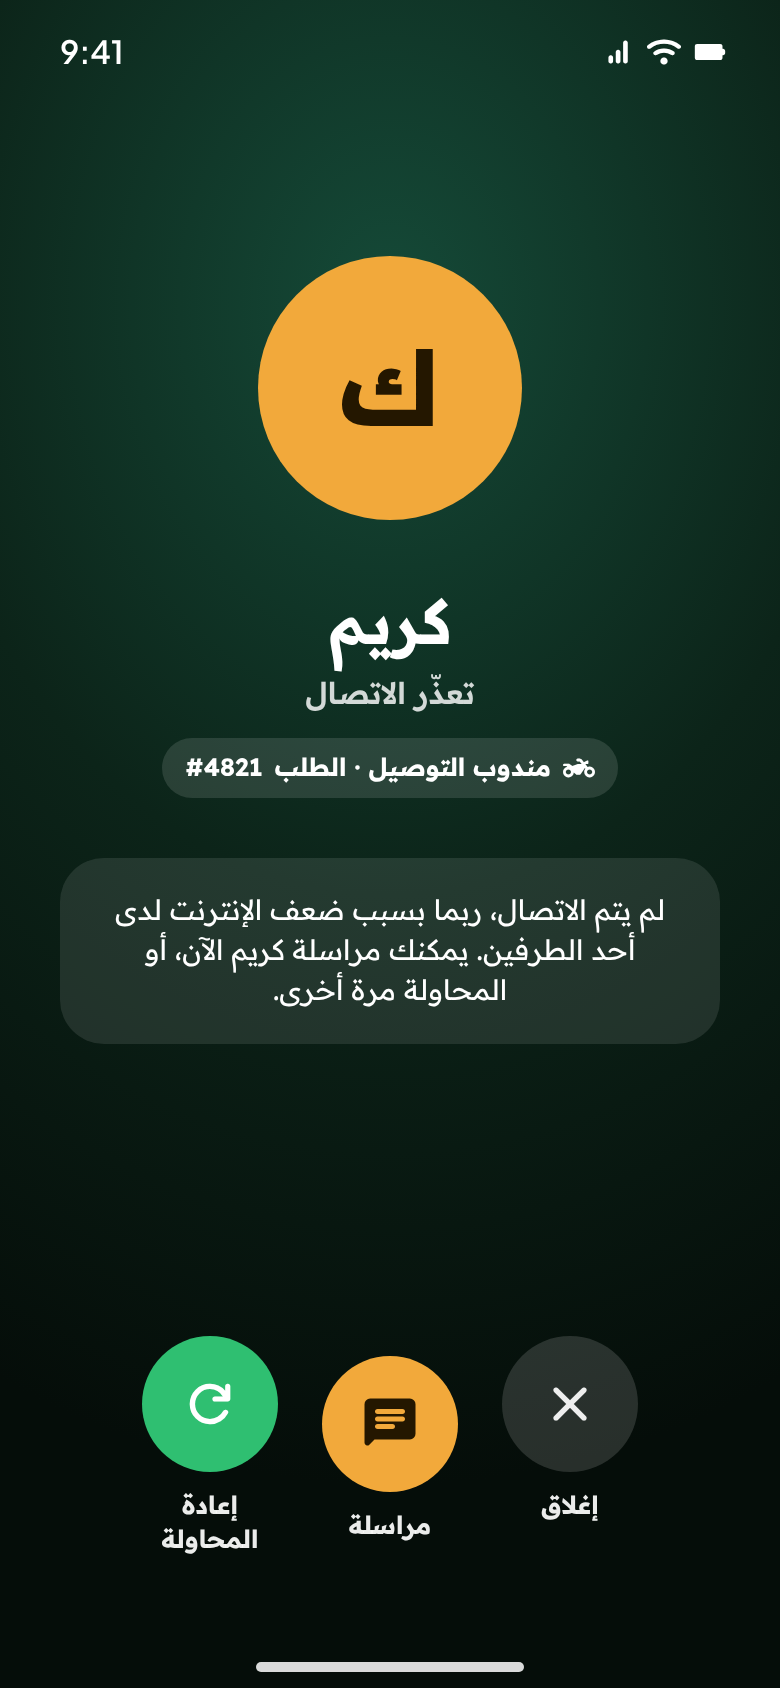 9:41
ك
كريم
تعذّر الاتصال
مندوب التوصيل · الطلب #4821
لم يتم الاتصال، ربما بسبب ضعف الإنترنت لدى
أحد الطرفين. يمكنك مراسلة كريم الآن، أو
المحاولة مرة أخرى.
إغلاق
مراسلة
إعادة
المحاولة